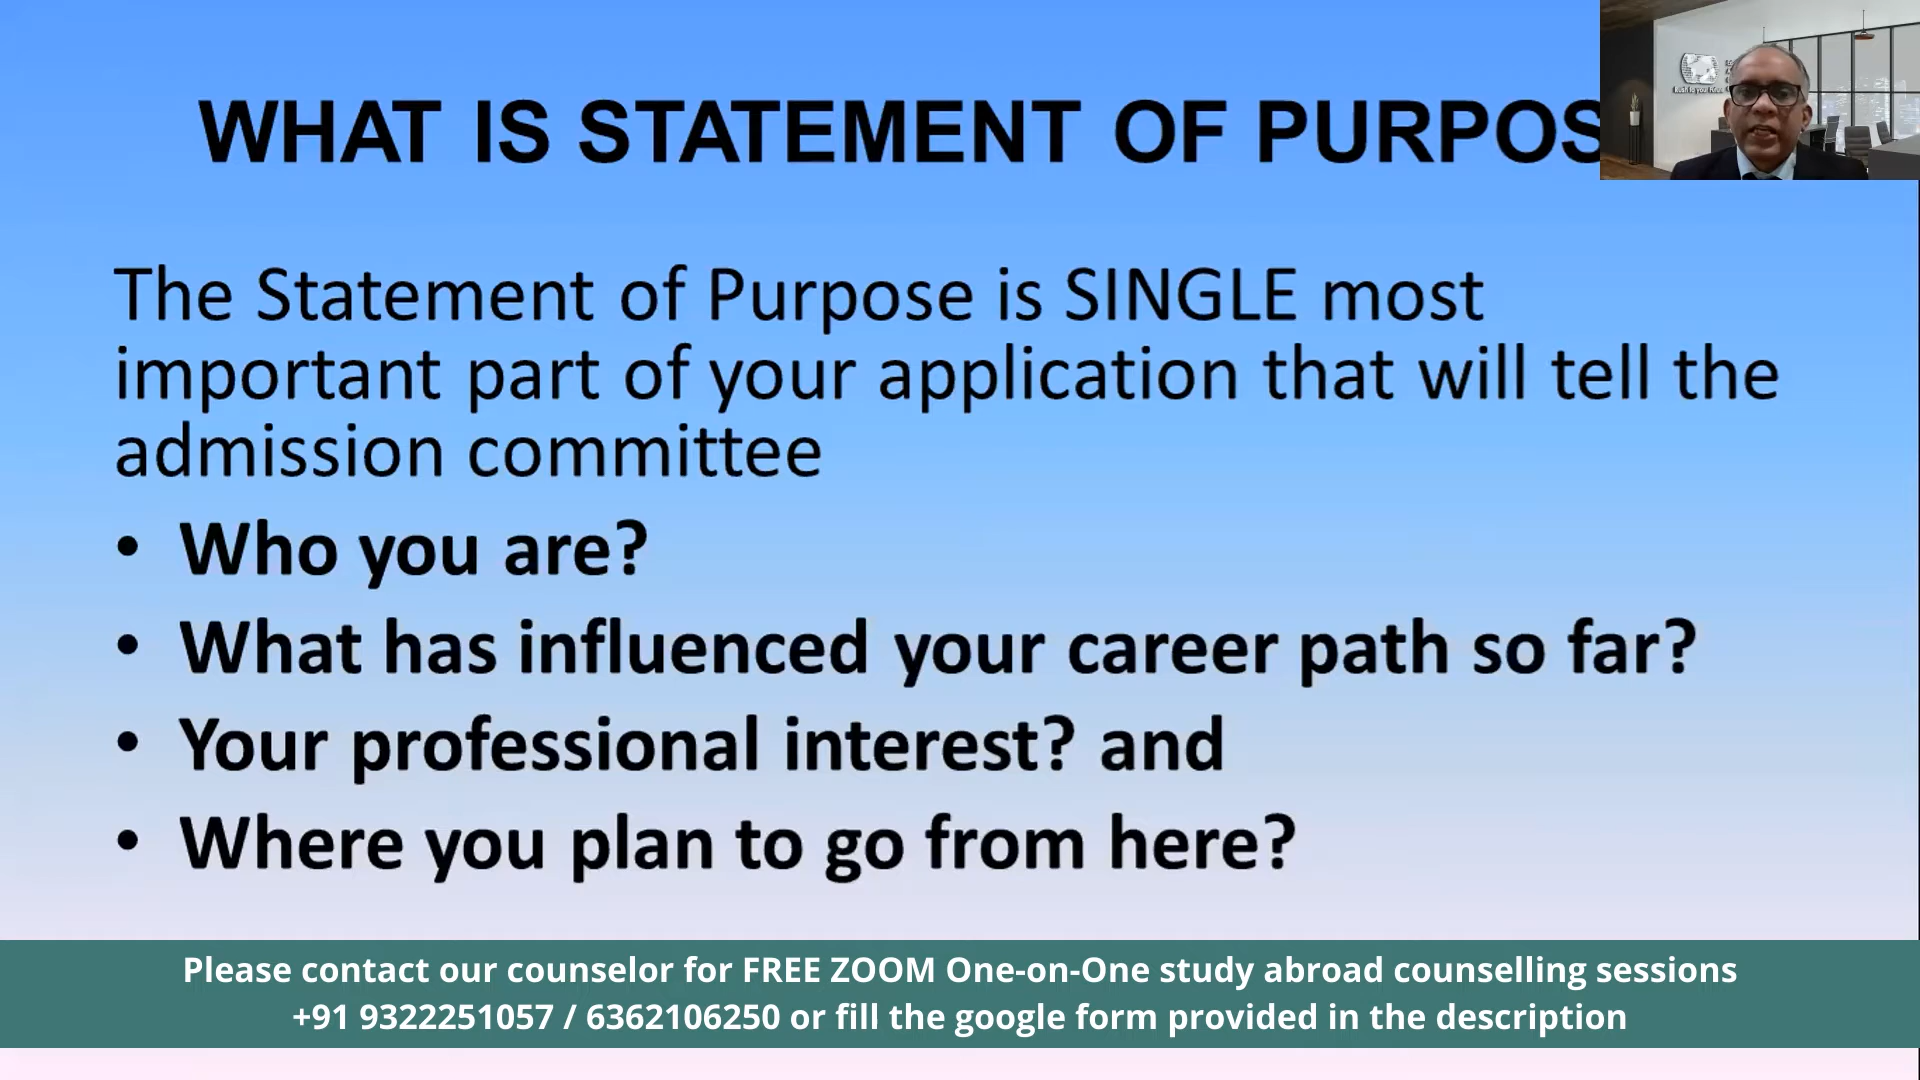 WHAT IS STATEMENT OF
The Statement of Purpose is SINGLE most
important part of your application that will tell the
admission committee
• Who you are?
• What has influenced your career path so far?
• Your professional interest? and
• Where you plan to go from here?
Please contact our counselor for FREE ZOOM One-on-One study abroad counselling sessions
+91 9322251057 / 6362106250 or fill the google form provided in the description